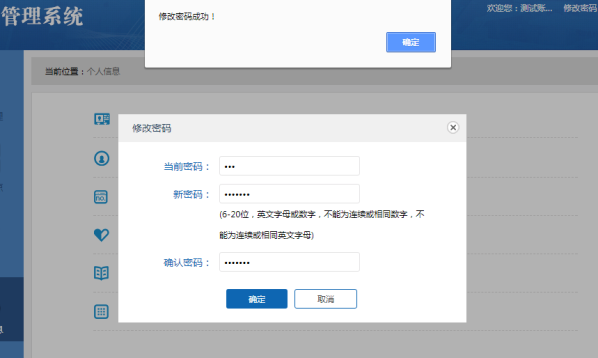 管理系统
修改密码成功！
欢迎您：测试账... 修改密码
确定
当前位置：个人信息
修改密码
当前密码： •••
新密码： •••••••
(6-20位，英文字母或数字，不能为连续或相同数字，不
能为连续或相同英文字母)
确认密码： •••••••
确定 取消
息